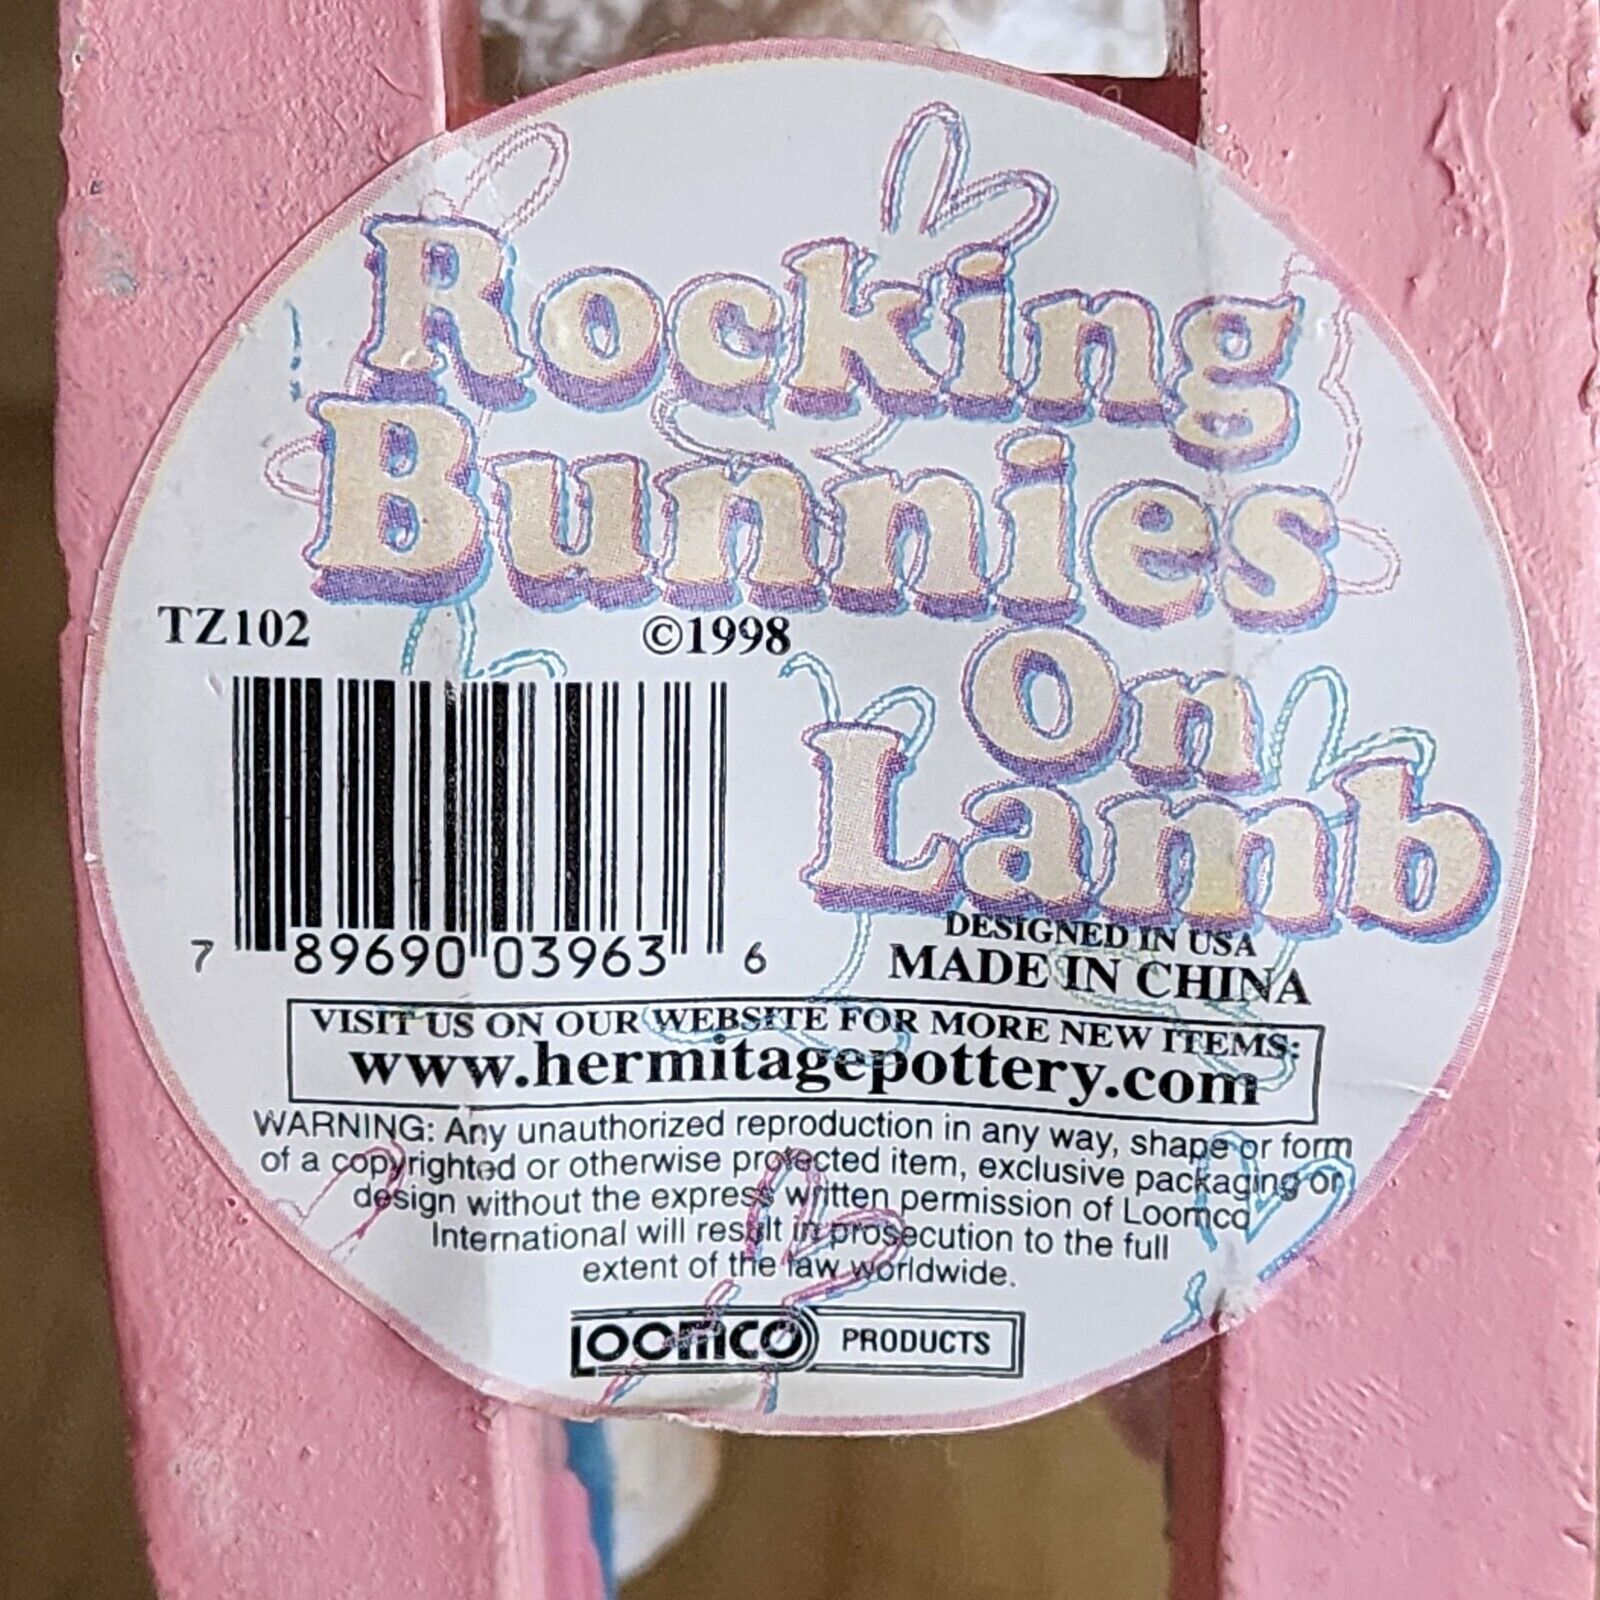 Rocking
Bunnies
On
Lamb
TZ102
©1998
7 89690 03963 6
DESIGNED IN USA
MADE IN CHINA
VISIT US ON OUR WEBSITE FOR MORE NEW ITEMS:
www.hermitagepottery.com
WARNING: Any unauthorized reproduction in any way, shape or form
of a copyrighted or otherwise protected item, exclusive packaging or
design without the express written permission of Loomco
International will result in prosecution to the full
extent of the law worldwide.
LOOMCO PRODUCTS